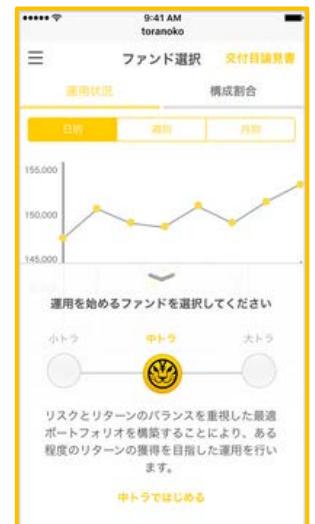 9:41 AM
toranoko
ファンド選択 交付目論見書
運用状況 構成割合
日別 週別 月別
155,000
150,000
145,000
運用を始めるファンドを選択してください
小トラ 中トラ 大トラ
リスクとリターンのバランスを重視した最適
ポートフォリオを構築することにより、ある
程度のリターンの獲得を目指した運用を行い
ます。
中トラではじめる